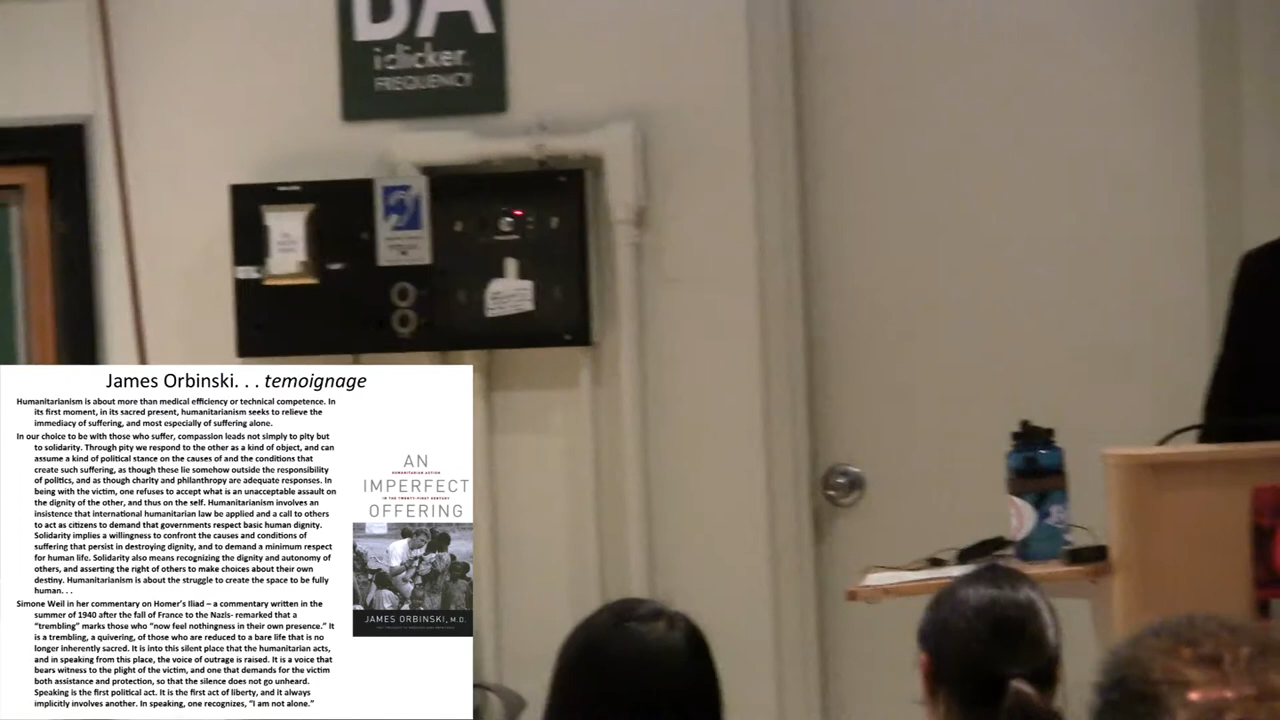 DA
iclicker.
FREQUENCY
James Orbinski. . . temoignage
Humanitarianism is about more than medical efficiency or technical competence. In
its first moment, in its sacred present, humanitarianism seeks to relieve the
immediacy of suffering, and most especially of suffering alone.
In our choice to be with those who suffer, compassion leads not simply to pity but
to solidarity. Through pity we respond to the other as a kind of object, and can
assume a kind of political stance on the causes of and the conditions that
create such suffering, as though these lie somehow outside the responsibility
of politics, and as though charity and philanthropy are adequate responses. In
being with the victim, one refuses to accept what is an unacceptable assault on
the dignity of the other, and thus on the self. Humanitarianism involves an
insistence that international humanitarian law be applied and a call to others
to act as citizens to demand that governments respect basic human dignity.
Solidarity implies a willingness to confront the causes and conditions of
suffering that persist in destroying dignity, and to demand a minimum respect
for human life. Solidarity also means recognizing the dignity and autonomy of
others, and asserting the right of others to make choices about their own
destiny. Humanitarianism is about the struggle to create the space to be fully
human. . .
Simone Weil in her commentary on Homer's Iliad – a commentary written in the
summer of 1940 after the fall of France to the Nazis- remarked that a
“trembling” marks those who “now feel nothingness in their own presence.” It
is a trembling, a quivering, of those who are reduced to a bare life that is no
longer inherently sacred. It is into this silent place that the humanitarian acts,
and in speaking from this place, the voice of outrage is raised. It is a voice that
bears witness to the plight of the victim, and one that demands for the victim
both assistance and protection, so that the silence does not go unheard.
Speaking is the first political act. It is the first act of liberty, and it always
implicitly involves another. In speaking, one recognizes, “I am not alone.”
AN
HUMANITARIAN ACTION
IMPERFECT
IN THE TWENTY-FIRST CENTURY
OFFERING
JAMES ORBINSKI, M.D.